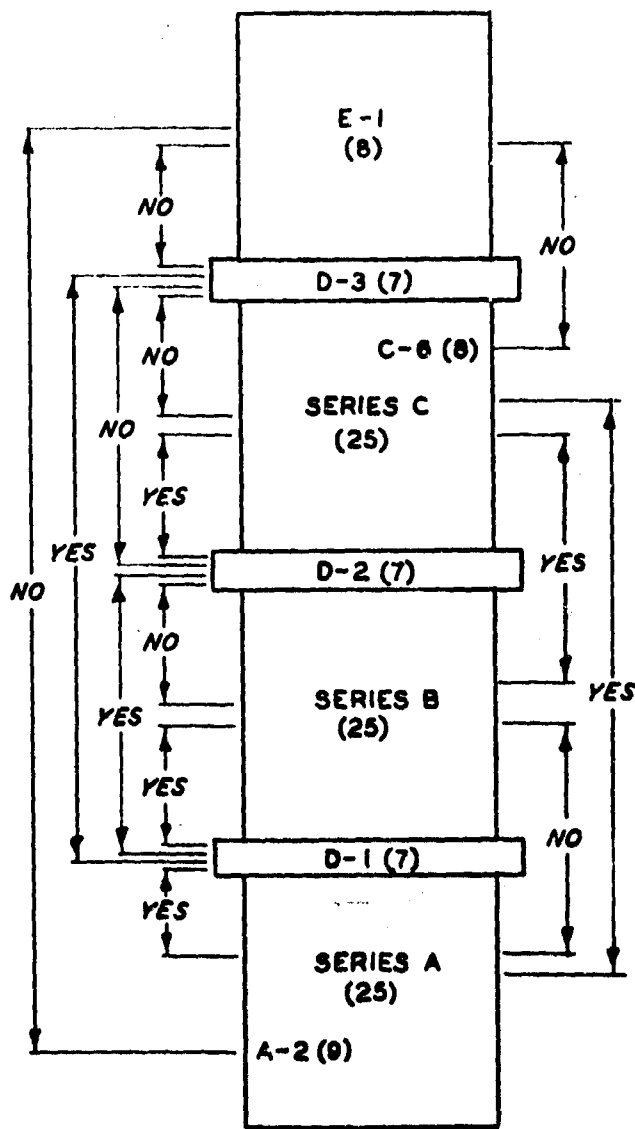 E-1
(8)
NO
NO
D-3 (7)
C-6 (8)
NO
SERIES C
(25)
NO
YES
YES
YES
D-2 (7)
NO
NO
YES
SERIES B
(25)
YES
YES
NO
D-1 (7)
YES
SERIES A
(25)
A-2 (9)